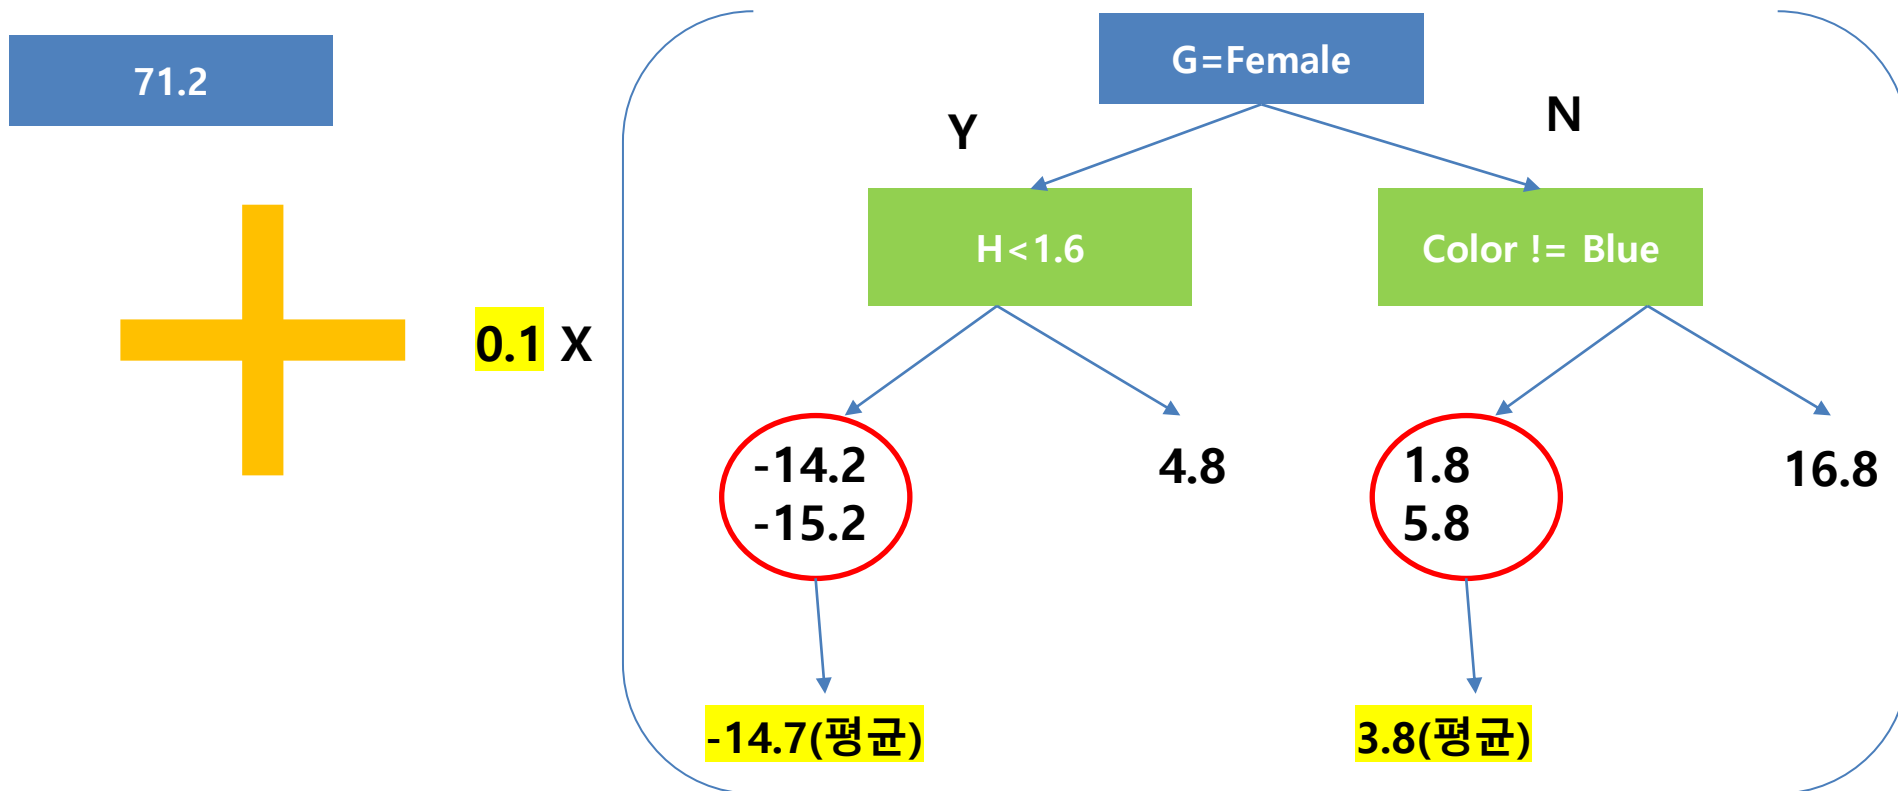 71.2
G=Female
Y
N
H<1.6
Color != Blue
0.1 X
-14.2
-15.2
4.8
1.8
5.8
16.8
-14.7(평균)
3.8(평균)